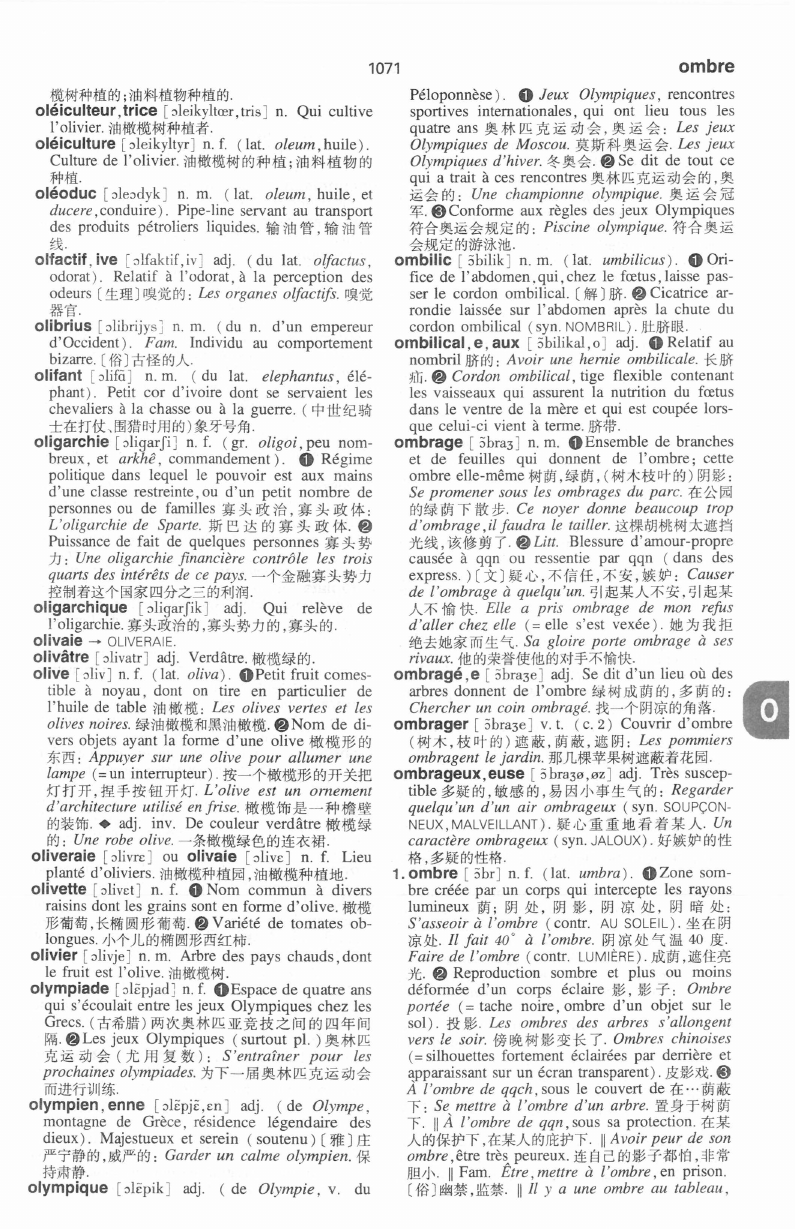 1071
ombre
榄树种植的;油料植物种植的.
oléiculteur,trice [ɔleikyltœr,tris] n. Qui cultive
l'olivier. 油橄榄树种植者.
oléiculture [ɔleikyltyr] n. f. (lat. oleum,huile).
Culture de l'olivier. 油橄榄树的种植;油料植物的
种植.
oléoduc [ɔleɔdyk] n. m. (lat. oleum, huile, et
ducere,conduire). Pipe-line servant au transport
des produits pétroliers liquides. 输油管,输油管
线.
olfactif,ive [ɔlfaktif,iv] adj. (du lat. olfactus,
odorat). Relatif à l'odorat,à la perception des
odeurs〔生理〕嗅觉的: Les organes olfactifs. 嗅觉
器官.
olibrius [ɔlibrijys] n. m. (du n. d'un empereur
d'Occident). Fam. Individu au comportement
bizarre.〔俗〕古怪的人.
olifant [ɔlifɑ̃] n. m. (du lat. elephantus, élé-
phant). Petit cor d'ivoire dont se servaient les
chevaliers à la chasse ou à la guerre. (中世纪骑
士在打仗、围猎时用的)象牙号角.
oligarchie [ɔligarʃi] n. f. (gr. oligoi,peu nom-
breux, et arkhê, commandement). ❶ Régime
politique dans lequel le pouvoir est aux mains
d'une classe restreinte,ou d'un petit nombre de
personnes ou de familles 寡头政治,寡头政体:
L'oligarchie de Sparte. 斯巴达的寡头政体. ❷
Puissance de fait de quelques personnes 寡头势
力: Une oligarchie financière contrôle les trois
quarts des intérêts de ce pays. 一个金融寡头势力
控制着这个国家四分之三的利润.
oligarchique [ɔligarʃik] adj. Qui relève de
l'oligarchie. 寡头政治的,寡头势力的,寡头的.
olivaie → OLIVERAIE.
olivâtre [ɔlivatr] adj. Verdâtre. 橄榄绿的.
olive [ɔliv] n. f. (lat. oliva). ❶Petit fruit comes-
tible à noyau, dont on tire en particulier de
l'huile de table 油橄榄: Les olives vertes et les
olives noires. 绿油橄榄和黑油橄榄. ❷Nom de di-
vers objets ayant la forme d'une olive 橄榄形的
东西: Appuyer sur une olive pour allumer une
lampe (=un interrupteur). 按一个橄榄形的开关把
灯打开,捏手按钮开灯. L'olive est un ornement
d'architecture utilisé en frise. 橄榄饰是一种檐壁
的装饰. ◆ adj. inv. De couleur verdâtre 橄榄绿
的: Une robe olive. 一条橄榄绿色的连衣裙.
oliveraie [ɔlivrɛ] ou olivaie [ɔlivɛ] n. f. Lieu
planté d'oliviers. 油橄榄种植园,油橄榄种植地.
olivette [ɔlivɛt] n. f. ❶ Nom commun à divers
raisins dont les grains sont en forme d'olive. 橄榄
形葡萄,长椭圆形葡萄. ❷ Variété de tomates ob-
longues. 小个儿的椭圆形西红柿.
olivier [ɔlivje] n. m. Arbre des pays chauds,dont
le fruit est l'olive. 油橄榄树.
olympiade [ɔlɛ̃pjad] n. f. ❶Espace de quatre ans
qui s'écoulait entre les jeux Olympiques chez les
Grecs. (古希腊)两次奥林匹亚竞技之间的四年间
隔. ❷Les jeux Olympiques (surtout pl.)奥林匹
克运动会(尤用复数): S'entraîner pour les
prochaines olympiades. 为下一届奥林匹克运动会
而进行训练.
olympien,enne [ɔlɛ̃pjɛ̃,ɛn] adj. (de Olympe,
montagne de Grèce, résidence légendaire des
dieux). Majestueux et serein (soutenu)〔雅〕庄
严宁静的,威严的: Garder un calme olympien. 保
持肃静.
olympique [ɔlɛ̃pik] adj. (de Olympie, v. du
Péloponnèse). ❶ Jeux Olympiques, rencontres
sportives internationales, qui ont lieu tous les
quatre ans 奥林匹克运动会,奥运会: Les jeux
Olympiques de Moscou. 莫斯科奥运会. Les jeux
Olympiques d'hiver. 冬奥会. ❷Se dit de tout ce
qui a trait à ces rencontres 奥林匹克运动会的,奥
运会的: Une championne olympique. 奥运会冠
军. ❸Conforme aux règles des jeux Olympiques
符合奥运会规定的: Piscine olympique. 符合奥运
会规定的游泳池.
ombilic [ɔ̃bilik] n. m. (lat. umbilicus). ❶Ori-
fice de l'abdomen,qui,chez le fœtus,laisse pas-
ser le cordon ombilical.〔解〕脐. ❷Cicatrice ar-
rondie laissée sur l'abdomen après la chute du
cordon ombilical (syn. NOMBRIL). 肚脐眼.
ombilical,e,aux [ɔ̃bilikal,o] adj. ❶Relatif au
nombril 脐的: Avoir une hernie ombilicale. 长脐
疝. ❷ Cordon ombilical, tige flexible contenant
les vaisseaux qui assurent la nutrition du fœtus
dans le ventre de la mère et qui est coupée lors-
que celui-ci vient à terme. 脐带.
ombrage [ɔ̃braʒ] n. m. ❶Ensemble de branches
et de feuilles qui donnent de l'ombre; cette
ombre elle-même 树荫,绿荫,(树木枝叶的)阴影:
Se promener sous les ombrages du parc. 在公园
的绿荫下散步. Ce noyer donne beaucoup trop
d'ombrage,il faudra le tailler. 这棵胡桃树太遮挡
光线,该修剪了. ❷Litt. Blessure d'amour-propre
causée à qqn ou ressentie par qqn (dans des
express.)〔文〕疑心,不信任,不安,嫉妒: Causer
de l'ombrage à quelqu'un. 引起某人不安,引起某
人不愉快. Elle a pris ombrage de mon refus
d'aller chez elle (= elle s'est vexée). 她为我拒
绝去她家而生气. Sa gloire porte ombrage à ses
rivaux. 他的荣誉使他的对手不愉快.
ombragé,e [ɔ̃braʒe] adj. Se dit d'un lieu où des
arbres donnent de l'ombre 绿树成荫的,多荫的:
Chercher un coin ombragé. 找一个阴凉的角落.
ombrager [ɔ̃braʒe] v. t. (c. 2) Couvrir d'ombre
(树木,枝叶的)遮蔽,荫蔽,遮阴: Les pommiers
ombragent le jardin. 那几棵苹果树遮蔽着花园.
ombrageux,euse [ɔ̃braʒø,øz] adj. Très suscep-
tible 多疑的,敏感的,易因小事生气的: Regarder
quelqu'un d'un air ombrageux (syn. SOUPÇON-
NEUX,MALVEILLANT). 疑心重重地看着某人. Un
caractère ombrageux (syn. JALOUX). 好嫉妒的性
格,多疑的性格.
1. ombre [ɔ̃br] n. f. (lat. umbra). ❶Zone som-
bre créée par un corps qui intercepte les rayons
lumineux 荫; 阴处, 阴影, 阴凉处, 阴暗处:
S'asseoir à l'ombre (contr. AU SOLEIL). 坐在阴
凉处. Il fait 40° à l'ombre. 阴凉处气温 40 度.
Faire de l'ombre (contr. LUMIÈRE). 成荫,遮住亮
光. ❷ Reproduction sombre et plus ou moins
déformée d'un corps éclaire 影,影子: Ombre
portée (= tache noire,ombre d'un objet sur le
sol). 投影. Les ombres des arbres s'allongent
vers le soir. 傍晚树影变长了. Ombres chinoises
(=silhouettes fortement éclairées par derrière et
apparaissant sur un écran transparent). 皮影戏. ❸
À l'ombre de qqch,sous le couvert de 在…荫蔽
下: Se mettre à l'ombre d'un arbre. 置身于树荫
下. ‖ À l'ombre de qqn,sous sa protection. 在某
人的保护下,在某人的庇护下. ‖ Avoir peur de son
ombre,être très peureux. 连自己的影子都怕,非常
胆小. ‖ Fam. Être,mettre à l'ombre,en prison.
〔俗〕幽禁,监禁. ‖ Il y a une ombre au tableau,
O